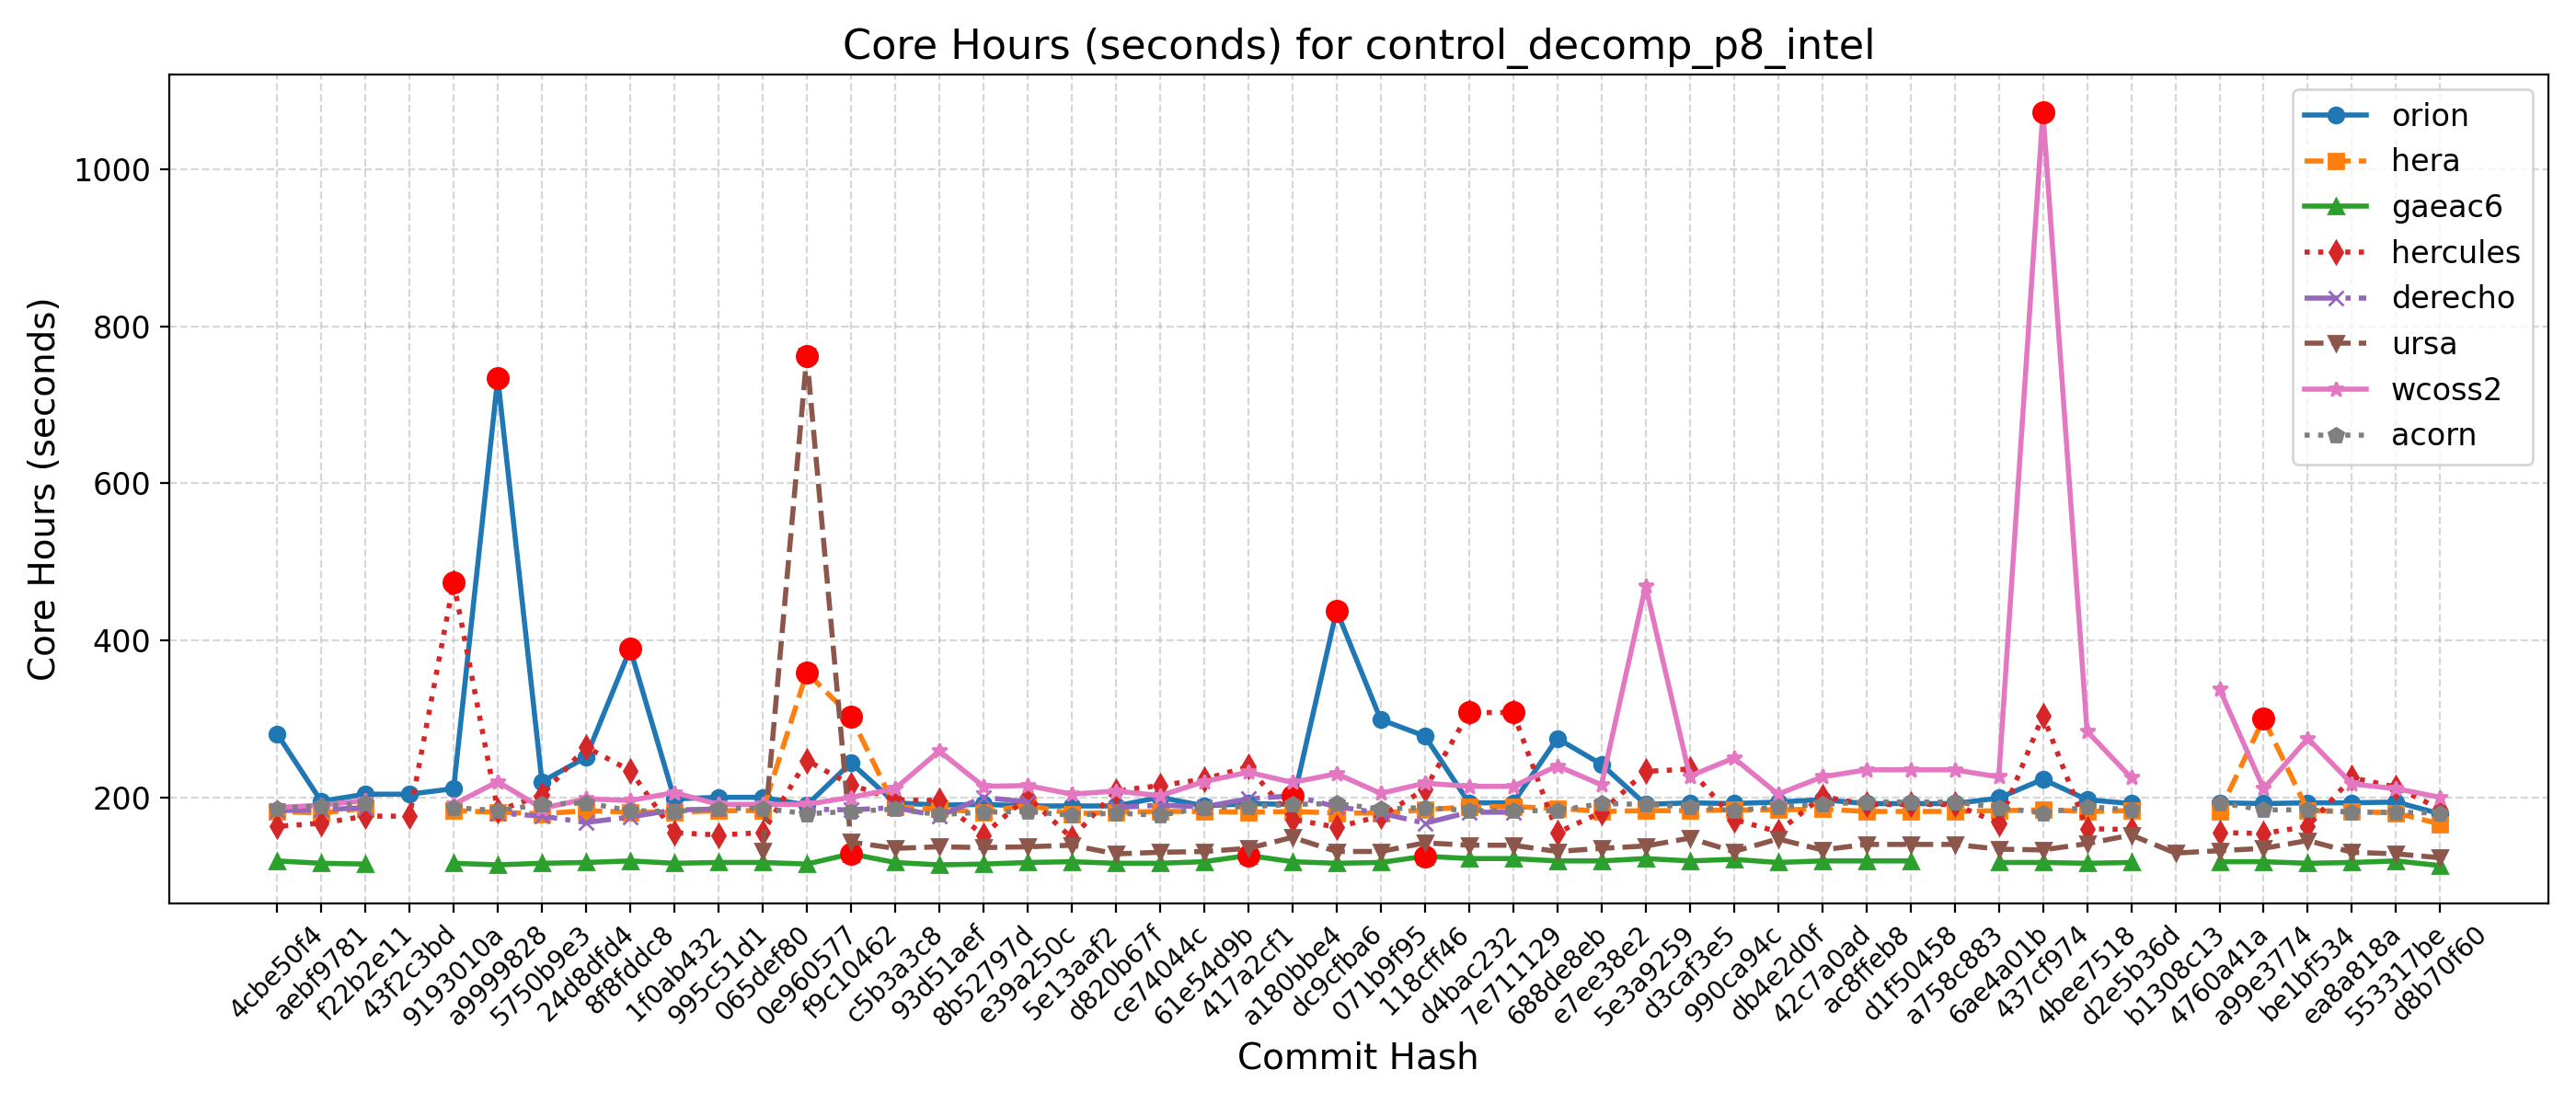 Core Hours (seconds) for control_decomp_p8_intel
Core Hours (seconds)
1000
800
600
400
200
orion
hera
gaeac6
hercules
derecho
ursa
wcoss2
acorn
4cbe50f4
aebf9781
f22b2e11
43f2c3bd
9193010a
a9999828
5750b9e3
24d8dfd4
8f8fddc8
1f0ab432
995c51d1
065def80
0e960577
f9c10462
c5b3a3c8
93d51aef
8b52797d
e39a250c
5e13aaf2
d820b67f
ce74044c
61e54d9b
417a2cf1
a180bbe4
dc9cfba6
071b9f95
118cff46
d4bac232
7e711129
688de8eb
e7ee38e2
5e3a9259
d3caf3e5
990ca94c
db4e2d0f
42c7a0ad
ac8ffeb8
d1f50458
a758c883
6ae4a01b
437cf974
4bee7518
d2e5b36d
b1308c13
4760a41a
a99e3774
be1bf534
ea8a818a
553317be
d8b70f60
Commit Hash